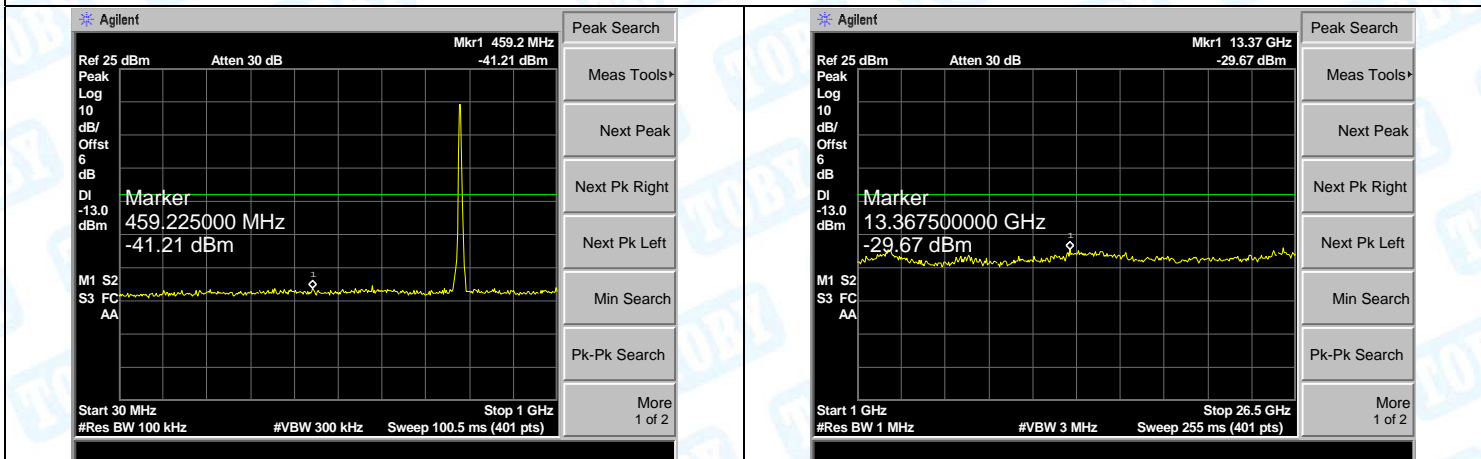 Agilent
Peak Search
Mkr1 459.2 MHz
Ref 25 dBm Atten 30 dB -41.21 dBm
Peak
Log
10
dB/
Offst
6
dB
DI
-13.0
dBm
Marker
459.225000 MHz
-41.21 dBm
1
M1 S2
S3 FC
AA
Start 30 MHz Stop 1 GHz
#Res BW 100 kHz #VBW 300 kHz Sweep 100.5 ms (401 pts)
Meas Tools
Next Peak
Next Pk Right
Next Pk Left
Min Search
Pk-Pk Search
More
1 of 2
Agilent
Peak Search
Mkr1 13.37 GHz
Ref 25 dBm Atten 30 dB -29.67 dBm
Peak
Log
10
dB/
Offst
6
dB
DI
-13.0
dBm
Marker
13.367500000 GHz
-29.67 dBm
1
M1 S2
S3 FC
AA
Start 1 GHz Stop 26.5 GHz
#Res BW 1 MHz #VBW 3 MHz Sweep 255 ms (401 pts)
Meas Tools
Next Peak
Next Pk Right
Next Pk Left
Min Search
Pk-Pk Search
More
1 of 2
TOBY